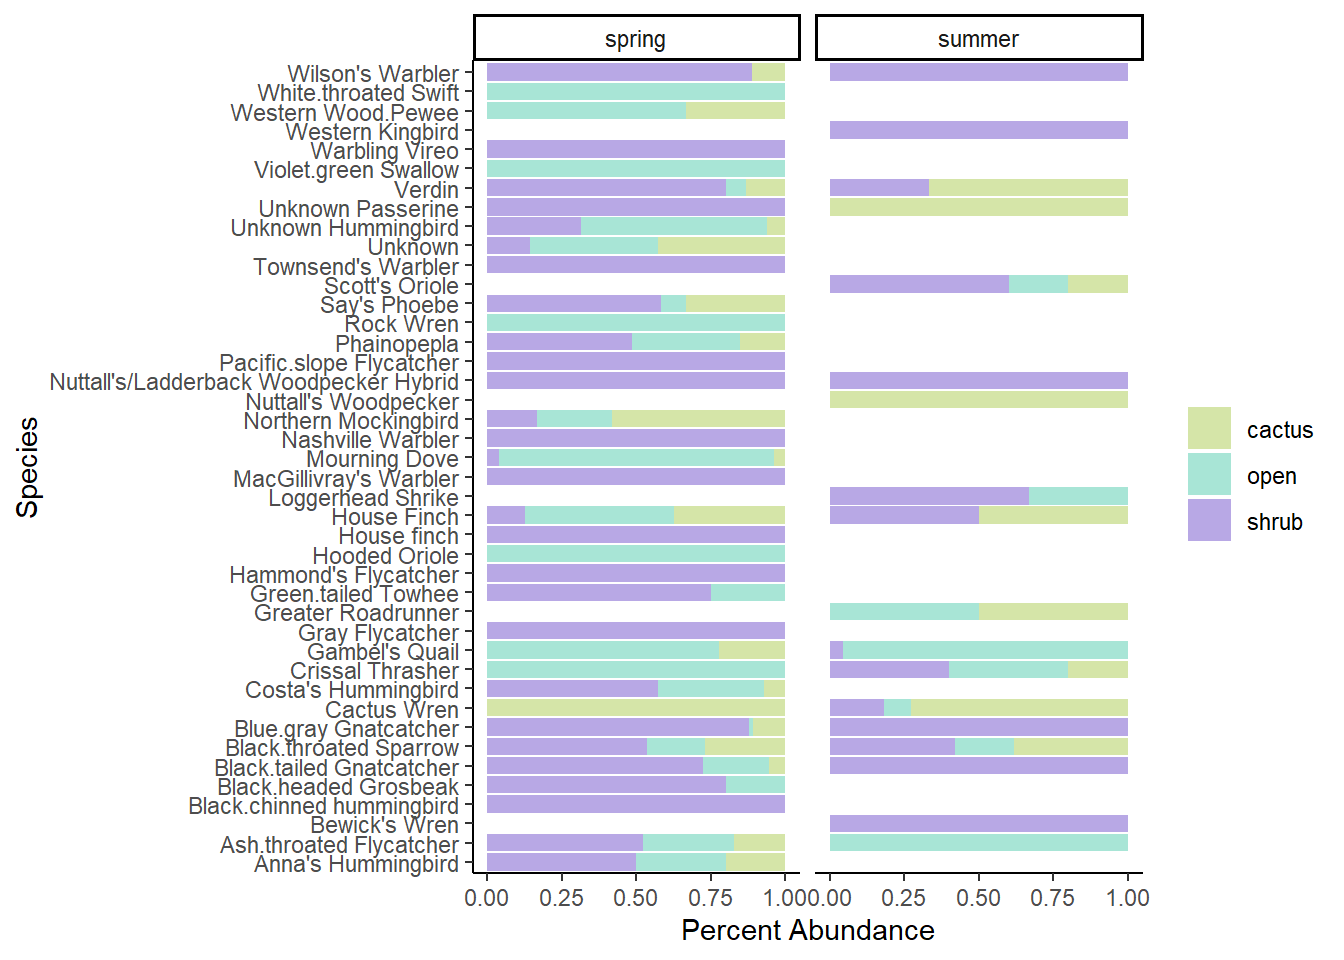 spring
summer
Wilson's Warbler
White.throated Swift
Western Wood.Pewee
Western Kingbird
Warbling Vireo
Violet.green Swallow
Verdin
Unknown Passerine
Unknown Hummingbird
Unknown
Townsend's Warbler
Scott's Oriole
Say's Phoebe
Rock Wren
Phainopepla
Pacific.slope Flycatcher
Nuttall's/Ladderback Woodpecker Hybrid
Nuttall's Woodpecker
Northern Mockingbird
Nashville Warbler
Mourning Dove
MacGillivray's Warbler
Loggerhead Shrike
House Finch
House finch
Hooded Oriole
Hammond's Flycatcher
Green.tailed Towhee
Greater Roadrunner
Gray Flycatcher
Gambel's Quail
Crissal Thrasher
Costa's Hummingbird
Cactus Wren
Blue.gray Gnatcatcher
Black.throated Sparrow
Black.tailed Gnatcatcher
Black.headed Grosbeak
Black.chinned hummingbird
Bewick's Wren
Ash.throated Flycatcher
Anna's Hummingbird
Species
0.00 0.25 0.50 0.75 1.00
0.00 0.25 0.50 0.75 1.00
Percent Abundance
cactus
open
shrub